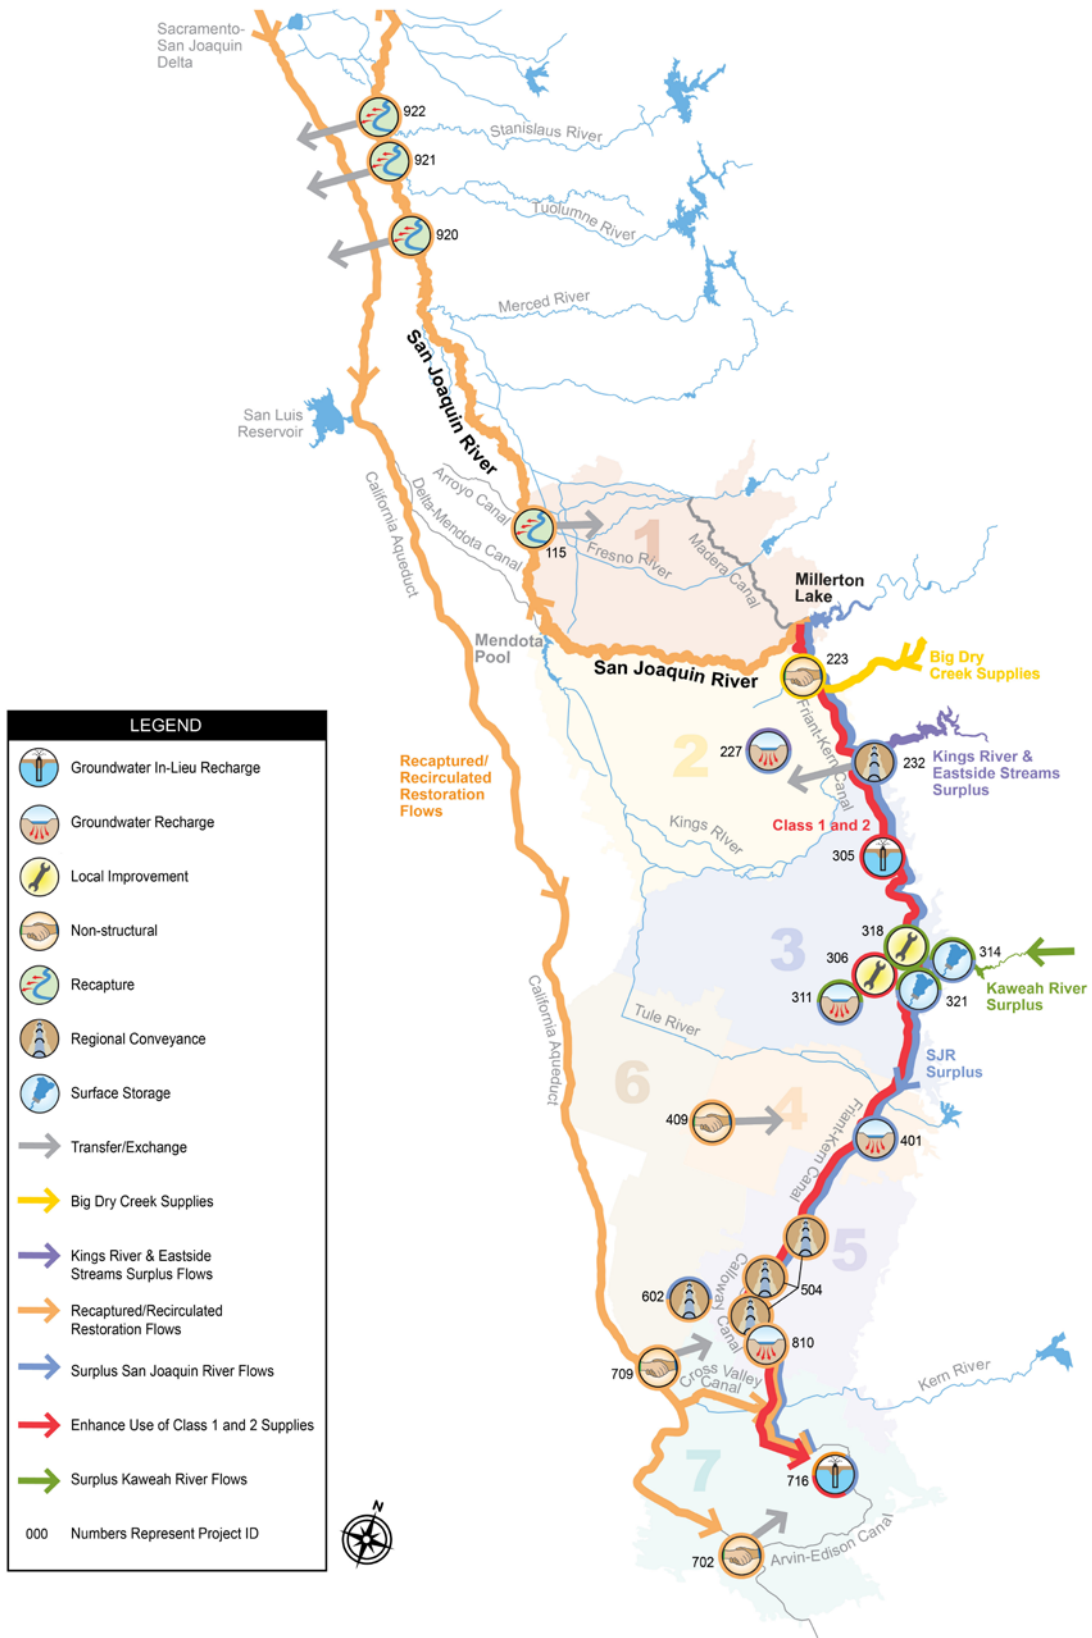 Sacramento-
San Joaquin
Delta
922
Stanislaus River
921
Tuolumne River
920
Merced River
San Joaquin River
San Luis
Reservoir
California Aqueduct
Arroyo Canal
Delta-Mendota Canal
115
1
Fresno River
Madera Canal
Millerton
Lake
Mendota
Pool
San Joaquin River
223
Big Dry
Creek Supplies
Friant-Kern Canal
2
227
232
Kings River &
Eastside Streams
Surplus
Recaptured/
Recirculated
Restoration
Flows
Kings River
Class 1 and 2
305
3
318
306
314
311
321
Kaweah River
Surplus
California Aqueduct
Tule River
SJR
Surplus
6
409
4
Friant-Kern Canal
401
5
504
Calloway Canal
602
810
709
Cross Valley
Canal
Kern River
7
716
702
Arvin-Edison Canal
LEGEND
Groundwater In-Lieu Recharge
Groundwater Recharge
Local Improvement
Non-structural
Recapture
Regional Conveyance
Surface Storage
Transfer/Exchange
Big Dry Creek Supplies
Kings River & Eastside
Streams Surplus Flows
Recaptured/Recirculated
Restoration Flows
Surplus San Joaquin River Flows
Enhance Use of Class 1 and 2 Supplies
Surplus Kaweah River Flows
000 Numbers Represent Project ID
N